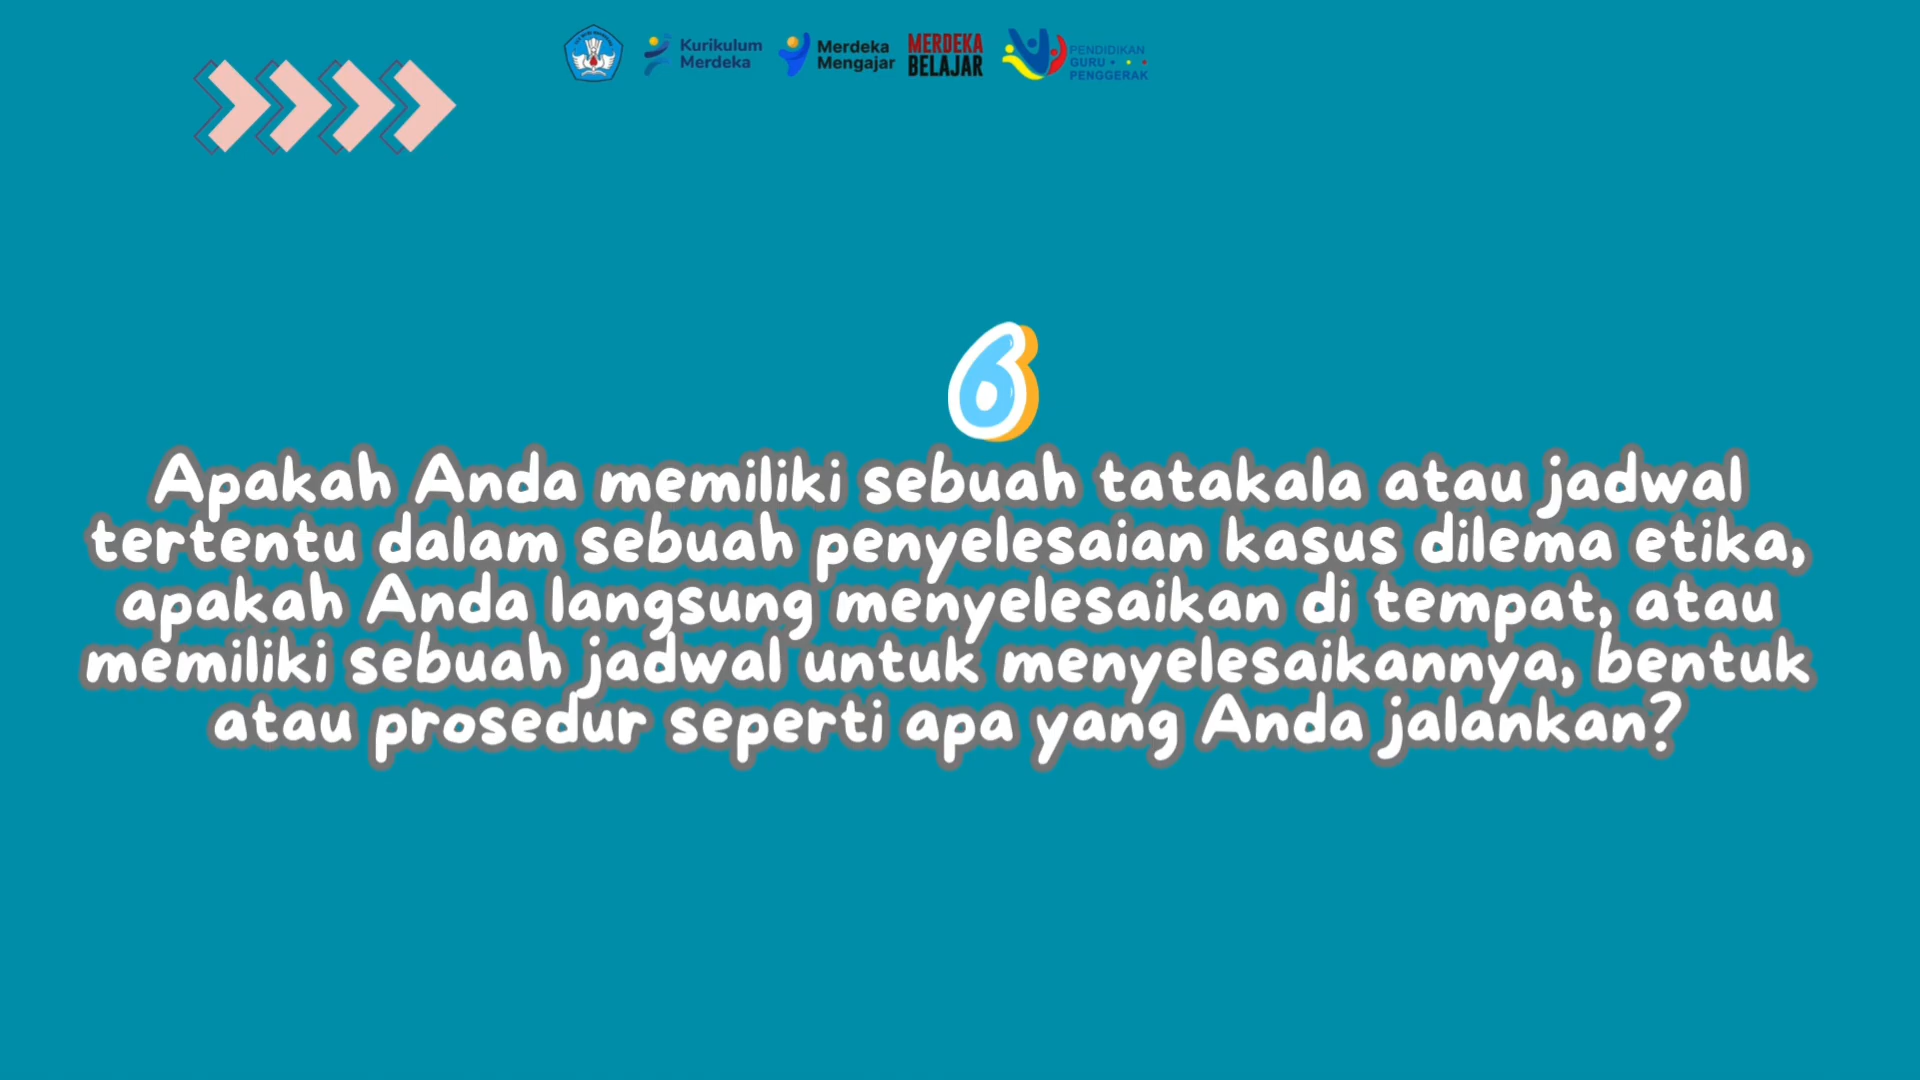 Kurikulum
Merdeka
Merdeka
Mengajar
MERDEKA
BELAJAR
PENDIDIKAN
GURU
PENGGERAK
6
Apakah Anda memiliki sebuah tatakala atau jadwal
tertentu dalam sebuah penyelesaian kasus dilema etika,
apakah Anda langsung menyelesaikan di tempat, atau
memiliki sebuah jadwal untuk menyelesaikannya, bentuk
atau prosedur seperti apa yang Anda jalankan?